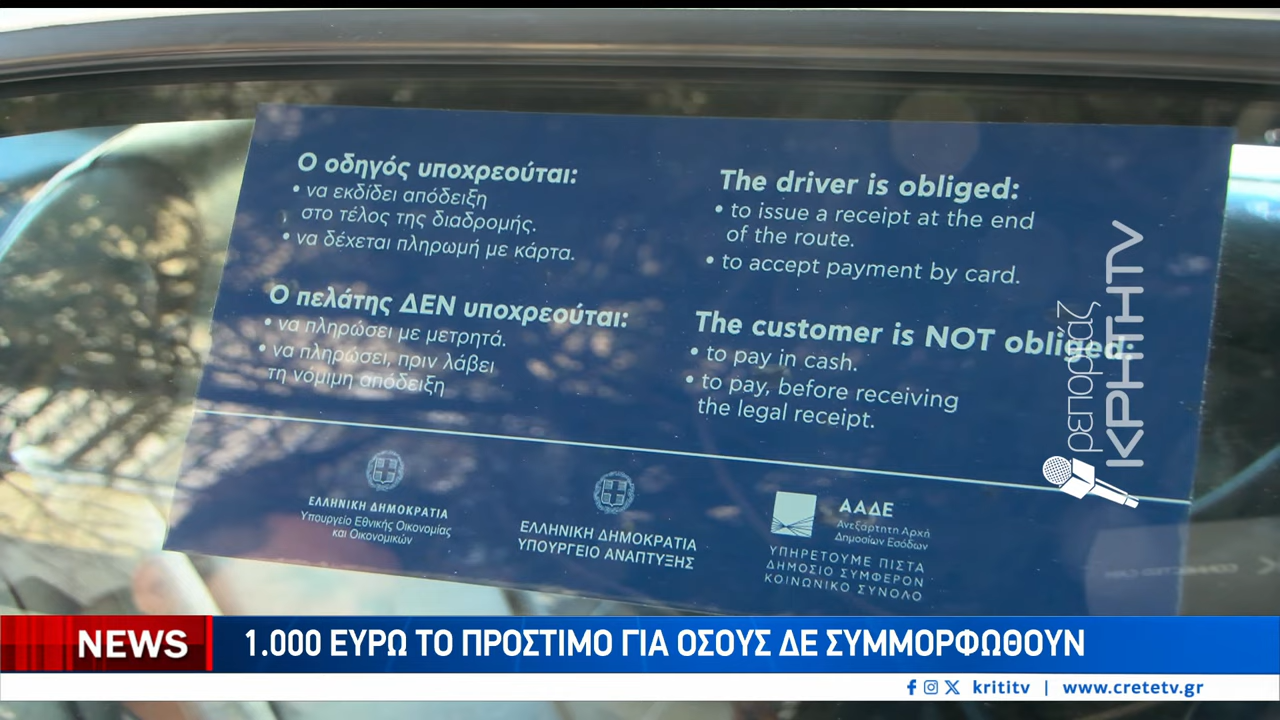 Ο οδηγός υποχρεούται:
• να εκδίδει απόδειξη
στο τέλος της διαδρομής.
• να δέχεται πληρωμή με κάρτα.
Ο πελάτης ΔΕΝ υποχρεούται:
• να πληρώσει με μετρητά.
• να πληρώσει, πριν λάβει
τη νόμιμη απόδειξη
The driver is obliged:
• to issue a receipt at the end
of the route.
• to accept payment by card.
The customer is NOT obliged:
• to pay in cash.
• to pay, before receiving
the legal receipt.
ρεπορτάζ
ΚΡΗΤΗTV
ΕΛΛΗΝΙΚΗ ΔΗΜΟΚΡΑΤΙΑ
Υπουργείο Εθνικής Οικονομίας
και Οικονομικών
ΕΛΛΗΝΙΚΗ ΔΗΜΟΚΡΑΤΙΑ
ΥΠΟΥΡΓΕΙΟ ΑΝΑΠΤΥΞΗΣ
ΑΑΔΕ
Ανεξάρτητη Αρχή
Δημοσίων Εσόδων
ΥΠΗΡΕΤΟΥΜΕ ΠΙΣΤΑ
ΔΗΜΟΣΙΟ ΣΥΜΦΕΡΟΝ
ΚΟΙΝΩΝΙΚΟ ΣΥΝΟΛΟ
NEWS
1.000 ΕΥΡΩ ΤΟ ΠΡΟΣΤΙΜΟ ΓΙΑ ΟΣΟΥΣ ΔΕ ΣΥΜΜΟΡΦΩΘΟΥΝ
krititv | www.cretetv.gr